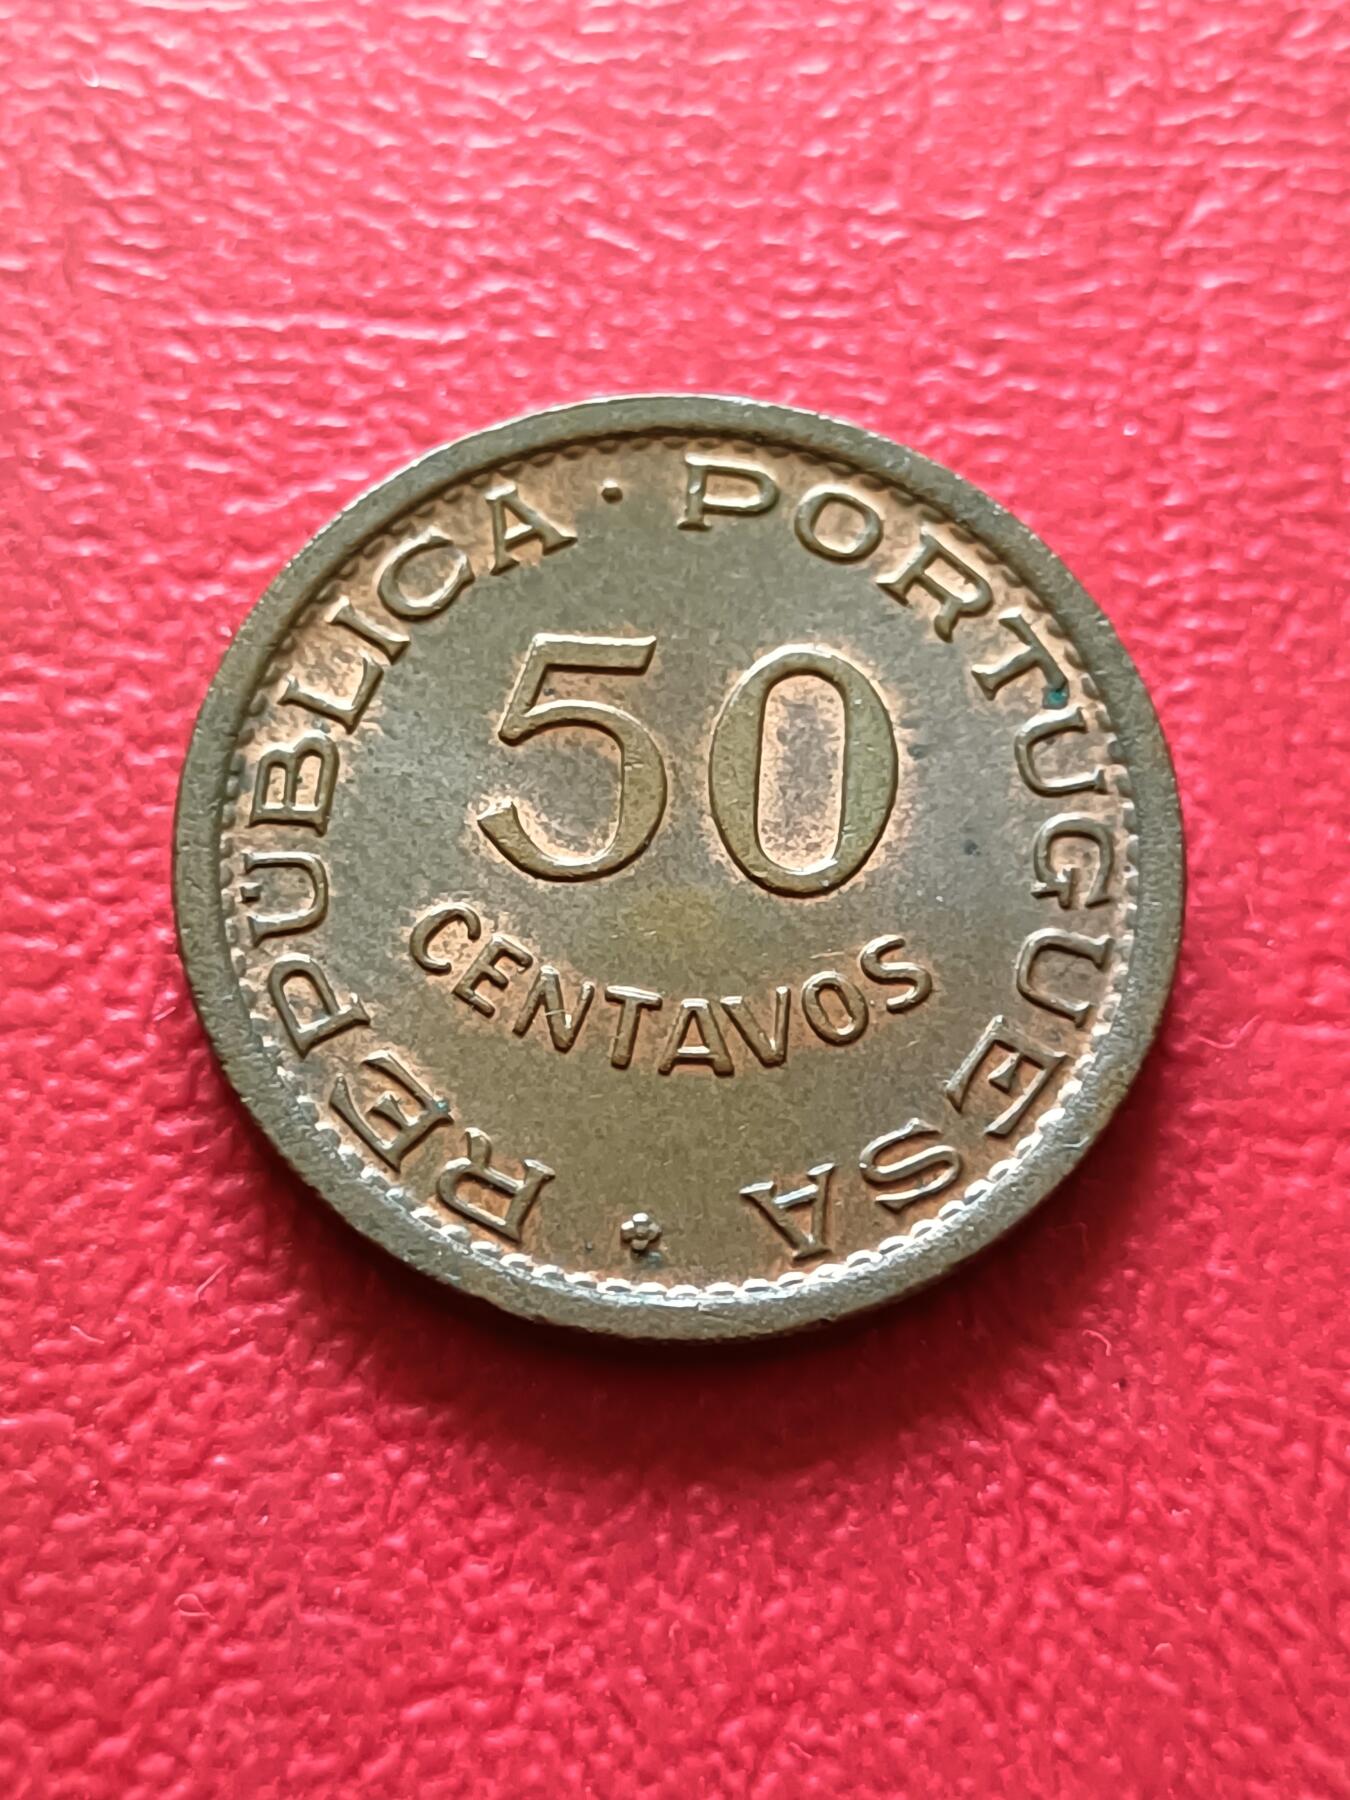 REPÚBLICA · PORTUGUESA
50
CENTAVOS